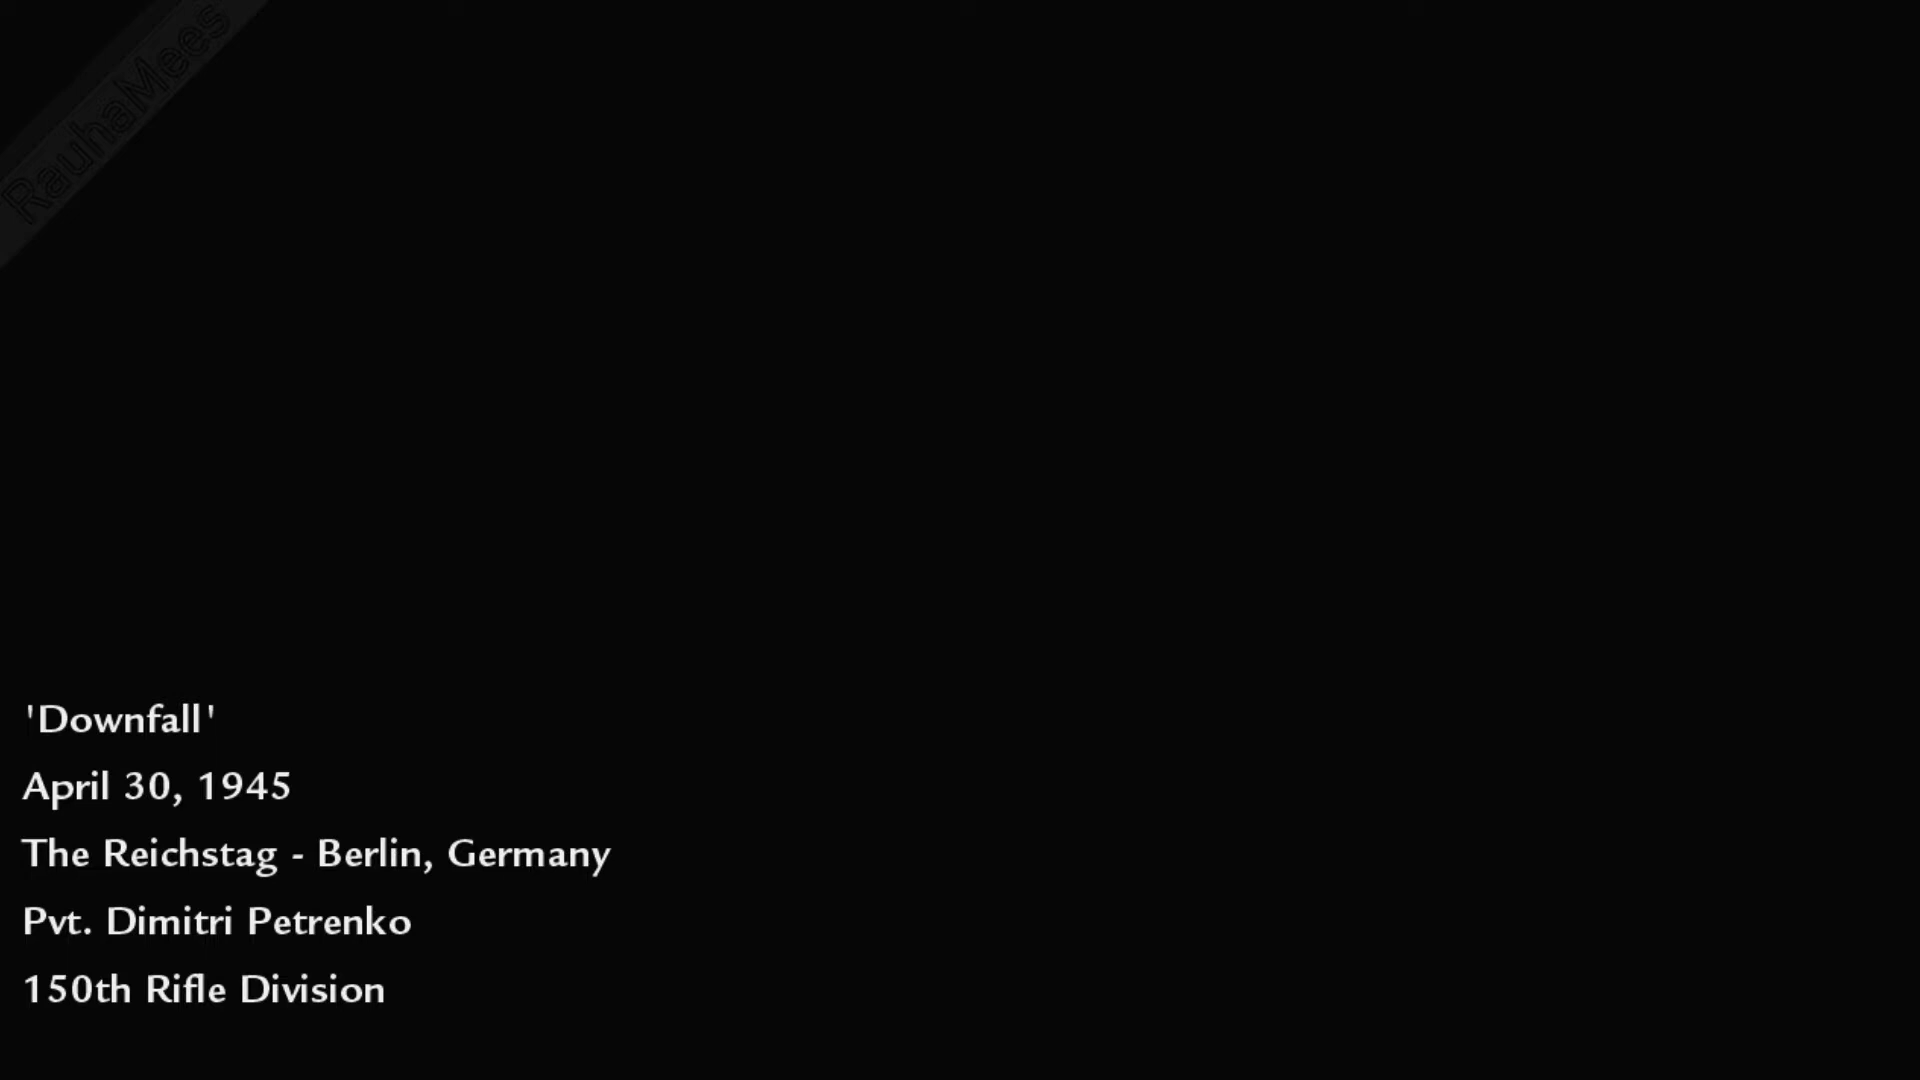 RauhaMees
'Downfall'
April 30, 1945
The Reichstag - Berlin, Germany
Pvt. Dimitri Petrenko
150th Rifle Division